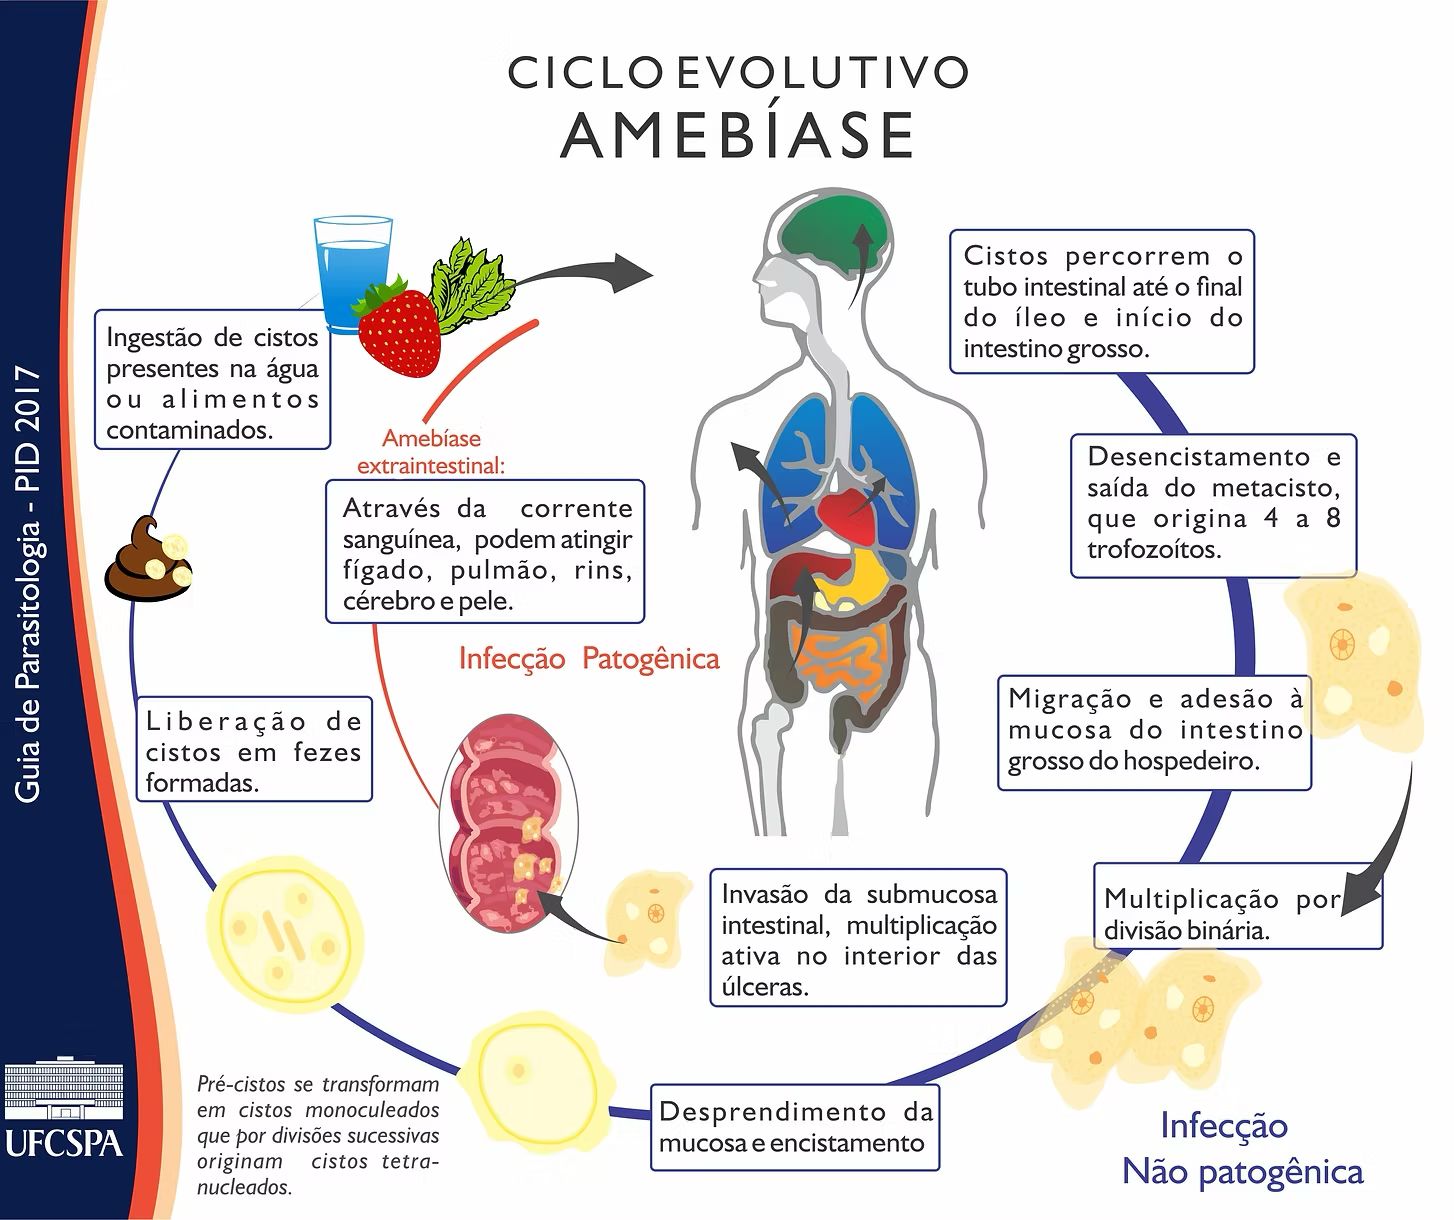 CICLO EVOLUTIVO
AMEBÍASE
Guia de Parasitologia - PID 2017
Ingestão de cistos
presentes na água
ou alimentos
contaminados.
Cistos percorrem o
tubo intestinal até o final
do íleo e início do
intestino grosso.
Desencistamento e
saída do metacisto,
que origina 4 a 8
trofozoítos.
Migração e adesão à
mucosa do intestino
grosso do hospedeiro.
Multiplicação por
divisão binária.
Infecção
Não patogênica
Desprendimento da
mucosa e encistamento
Pré-cistos se transformam
em cistos monoculeados
que por divisões sucessivas
originam cistos tetra-
nucleados.
Liberação de
cistos em fezes
formadas.
Amebíase
extraintestinal:
Através da corrente
sanguínea, podem atingir
fígado, pulmão, rins,
cérebro e pele.
Infecção Patogênica
Invasão da submucosa
intestinal, multiplicação
ativa no interior das
úlceras.
UFCSPA